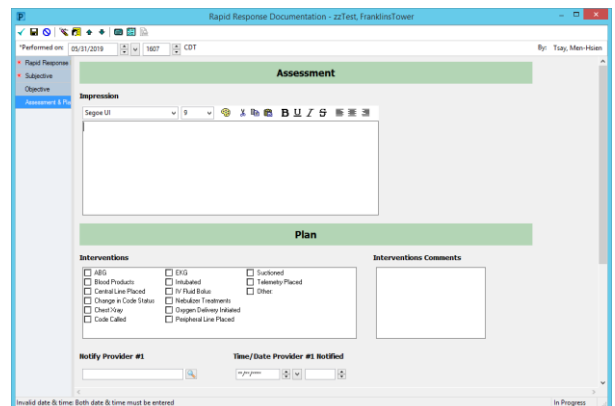 Rapid Response Documentation - zzTest, FranklinsTower
*Performed on: 05/31/2019 1607 CDT By: Tsay, Men-Hsien
Rapid Response
Subjective
Objective
Assessment & Pla
Assessment
Impression
Segoe UI 9
B U I S
Plan
Interventions Interventions Comments
ABG EKG Suctioned
Blood Products Intubated Telemetry Placed
Central Line Placed IV Fluid Bolus Other:
Change in Code Status Nebulizer Treatments
Chest Xray Oxygen Delivery Initiated
Code Called Peripheral Line Placed
Notify Provider #1 Time/Date Provider #1 Notified
**/**/****
Invalid date & time: Both date & time must be entered In Progress